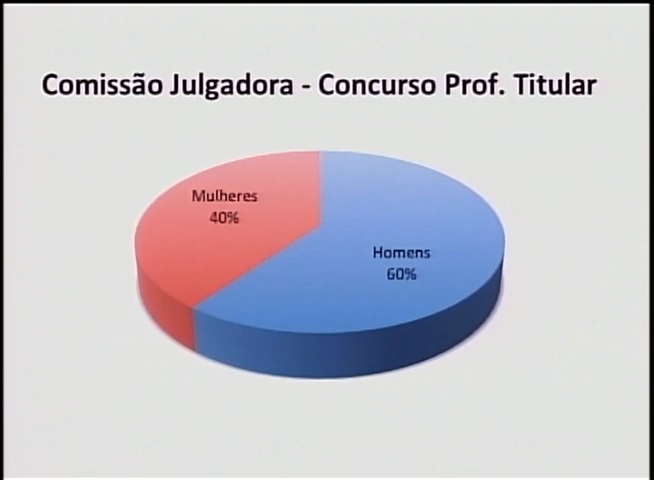 Comissão Julgadora - Concurso Prof. Titular
Mulheres
40%
Homens
60%